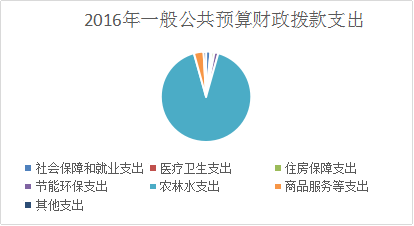 2016年一般公共预算财政拨款支出
社会保障和就业支出 医疗卫生支出 住房保障支出
节能环保支出 农林水支出 商品服务等支出
其他支出